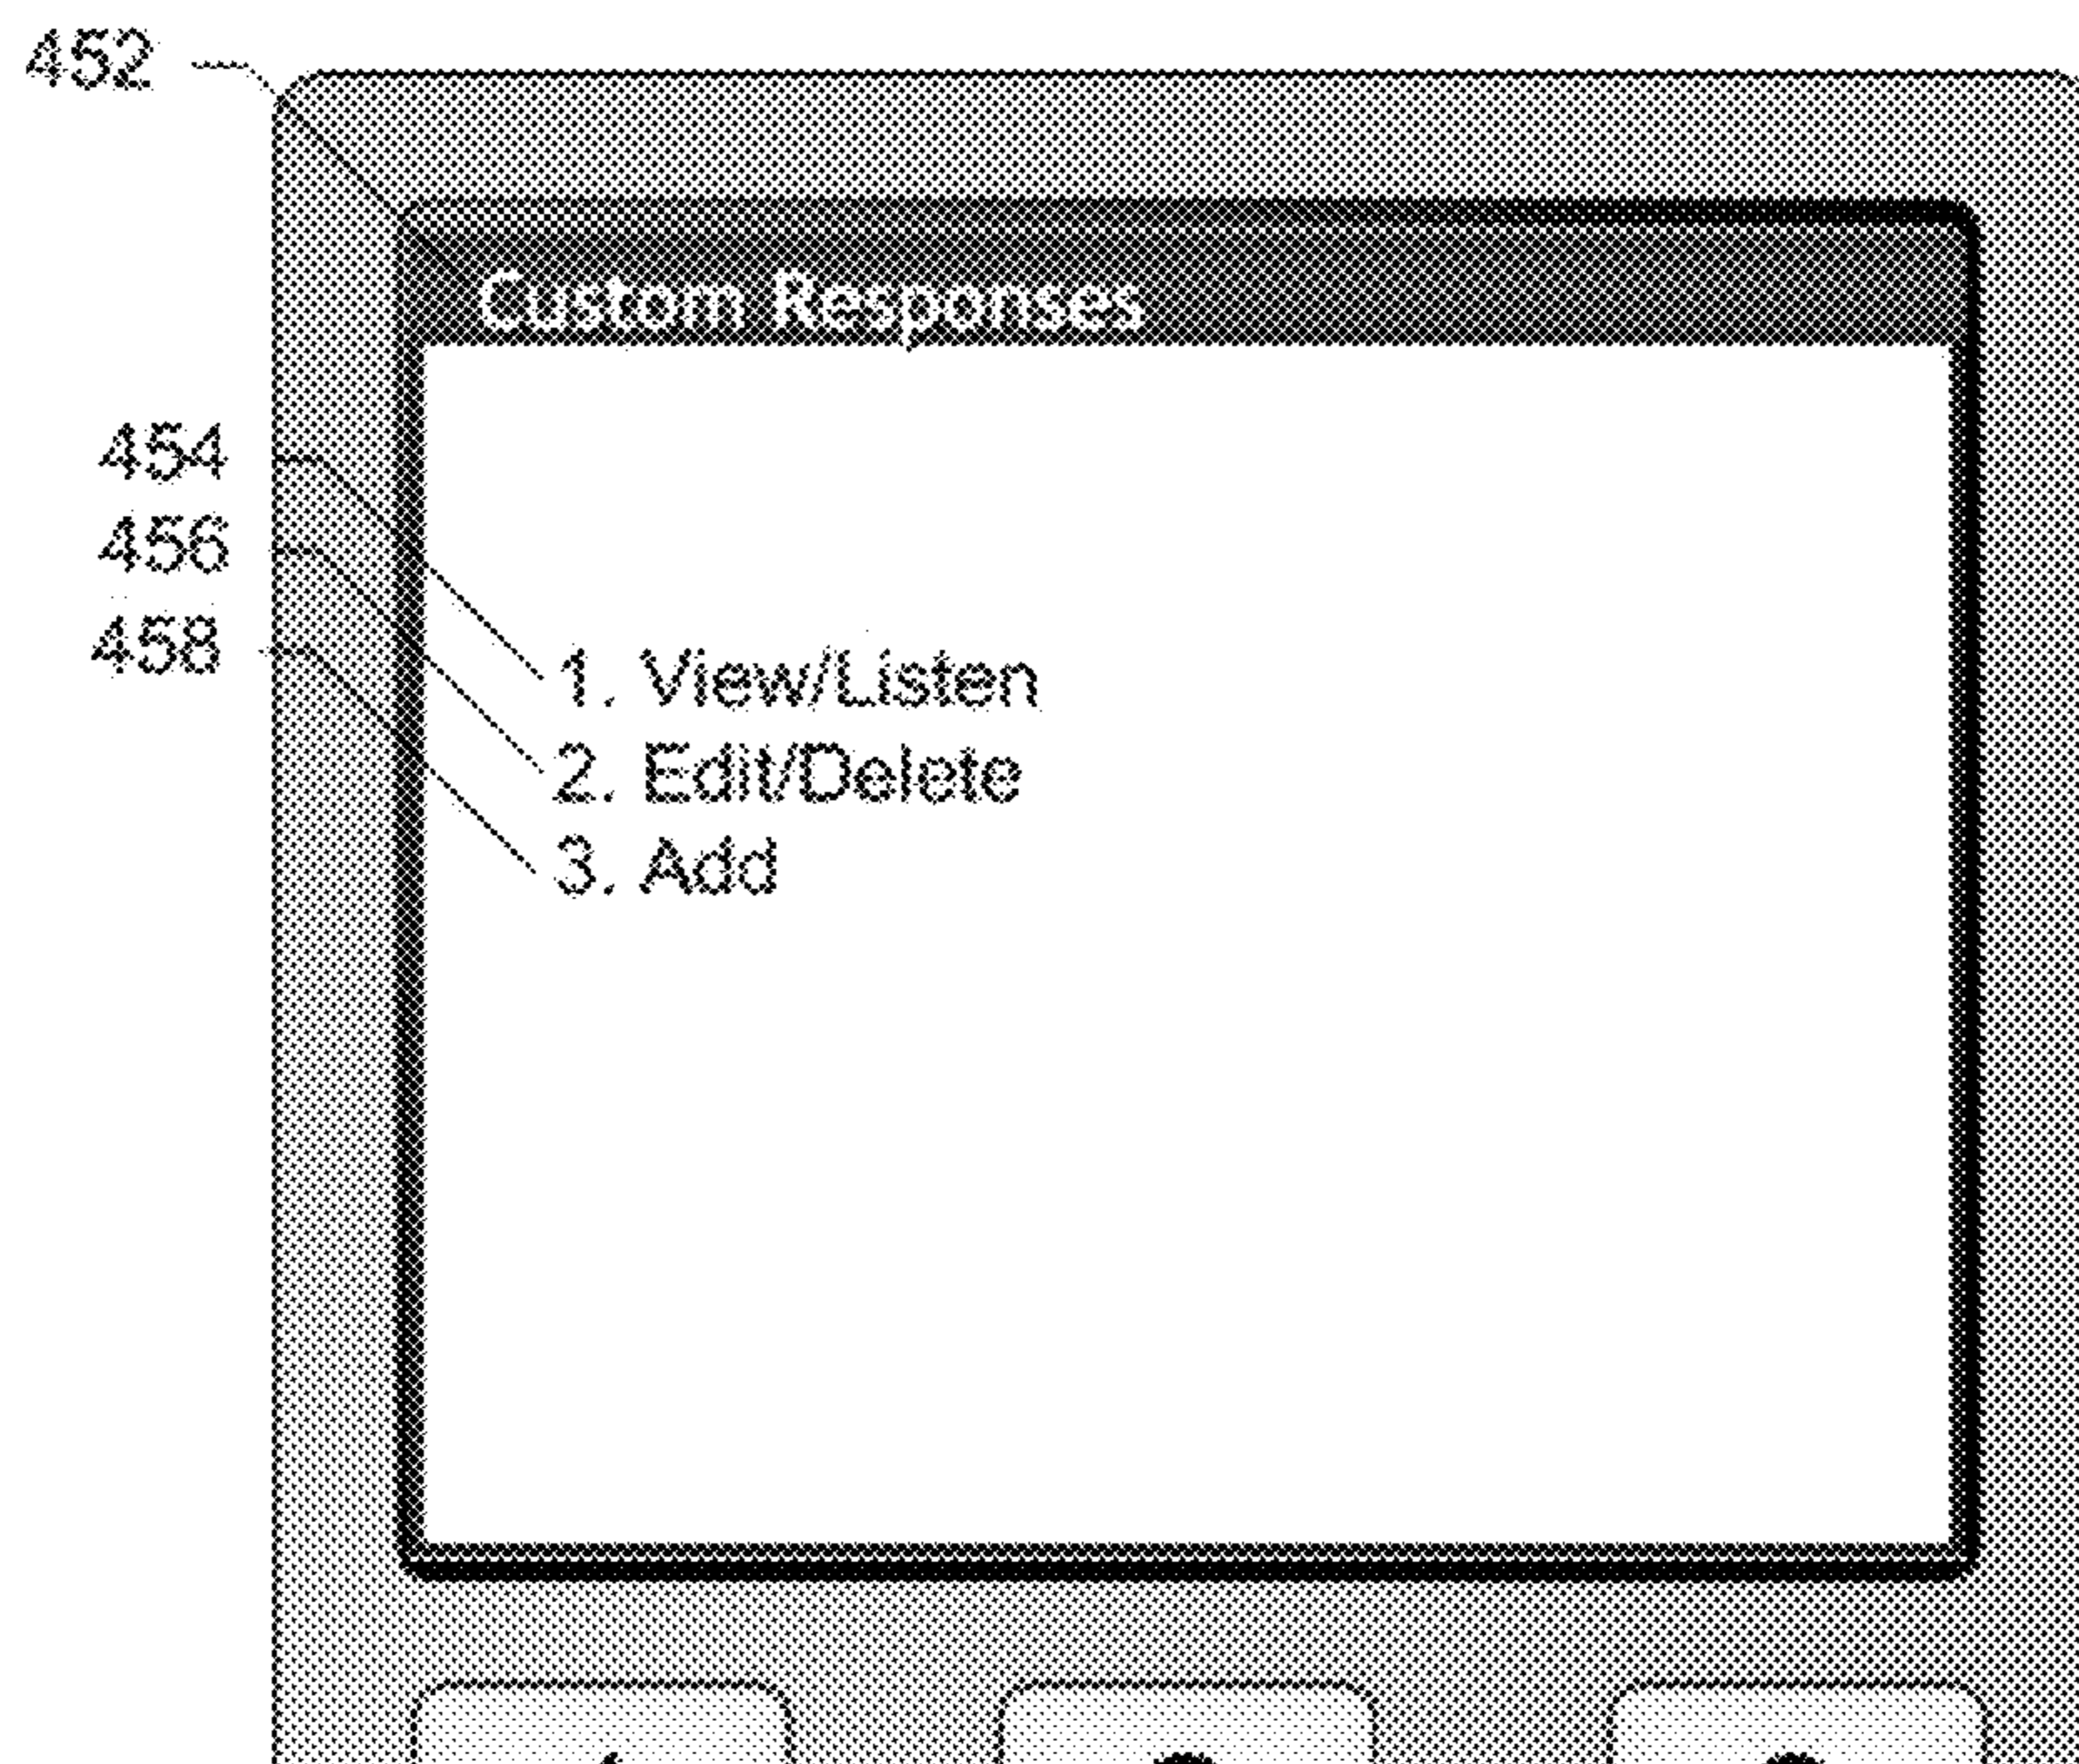 452
Custom Responses
454
456
458
1. View/Listen
2. Edit/Delete
3. Add